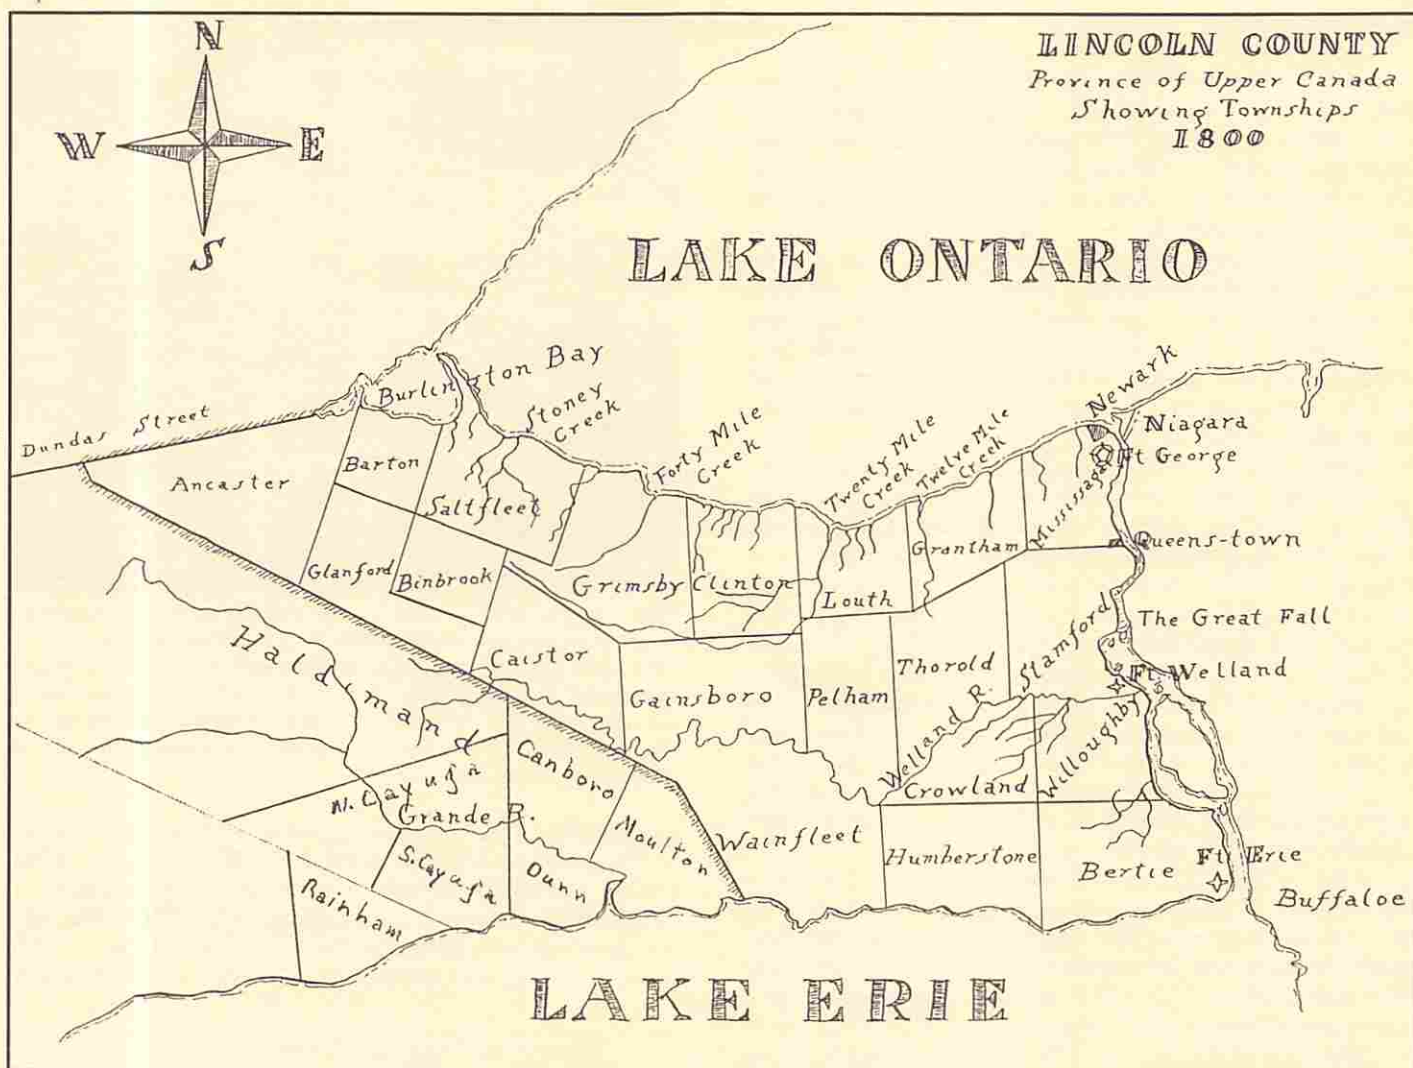 N
W E
S
LINCOLN COUNTY
Province of Upper Canada
Showing Townships
1800
LAKE ONTARIO
Burlington Bay
Dundas Street
Stoney
Creek
Forty Mile
Creek
Twenty Mile
Creek
Twelve Mile
Creek
Newark
Niagara
Ft George
Mississaga
Ancaster
Barton
Saltfleet
Glanford
Binbrook
Grimsby
Clinton
Louth
Grantham
Queens-town
The Great Fall
Haldimand
Caistor
Gainsboro
Pelham
Thorold
Stamford
Ft Welland
Welland R.
Willoughby
Crowland
Canboro
N. Cayuga
Grande R.
Moulton
Wainfleet
Humberstone
Bertie
Ft Erie
Buffaloe
S. Cayuga
Dunn
Rainham
LAKE ERIE